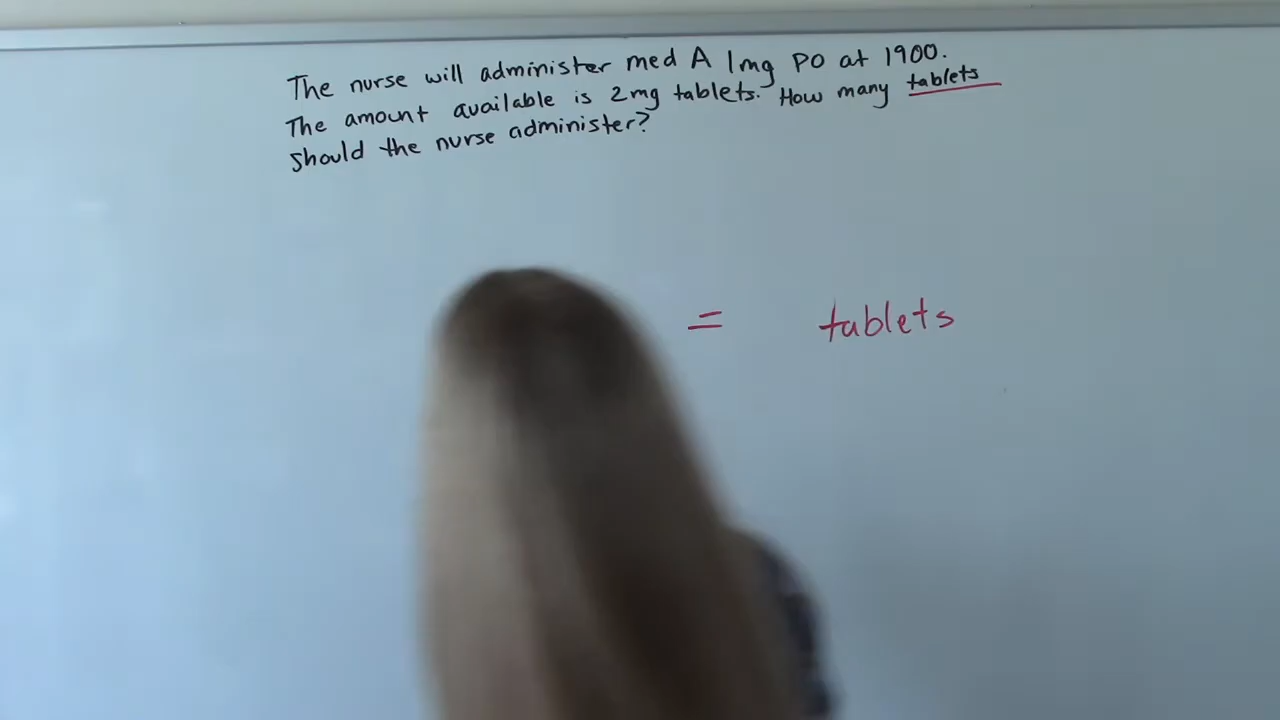 The nurse will administer med A 1mg PO at 1900.
The amount available is 2mg tablets. How many tablets
should the nurse administer?
= tablets